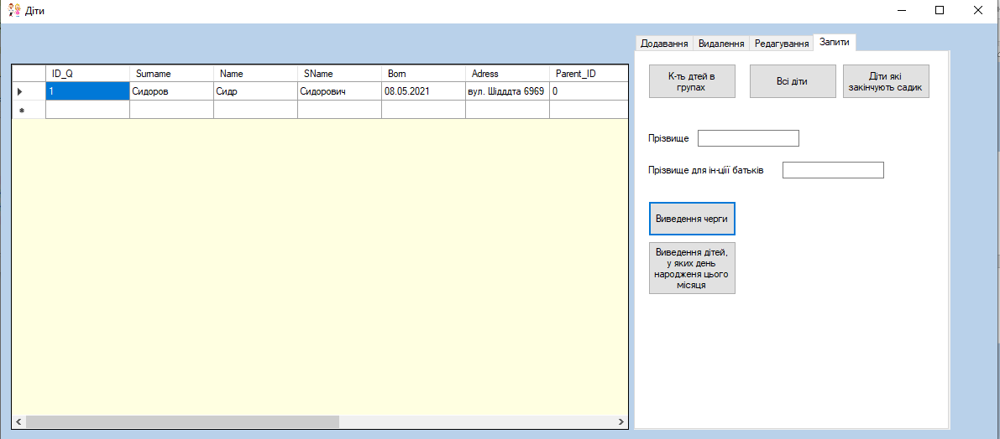 Діти
Додавання Видалення Редагування Запити
ID_Q Surname Name SName Born Adress Parent_ID
1 Сидоров Сидр Сидорович 08.05.2021 вул. Шідддта 6969 0
К-ть дтей в
групах
Всі діти
Діти які
закінчують садик
Прізвище
Прізвище для ін-ціїі батьків
Виведення черги
Виведення дітей,
у яких день
народженя цього
місяця